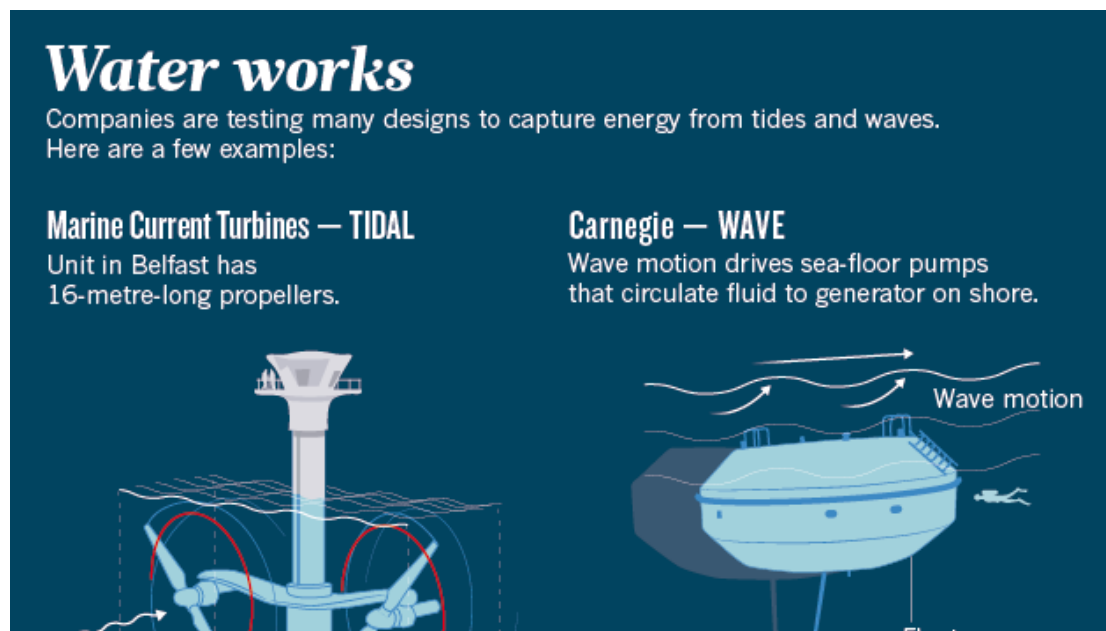 Water works
Companies are testing many designs to capture energy from tides and waves.
Here are a few examples:
Marine Current Turbines — TIDAL
Unit in Belfast has
16-metre-long propellers.
Carnegie — WAVE
Wave motion drives sea-floor pumps
that circulate fluid to generator on shore.
Wave motion